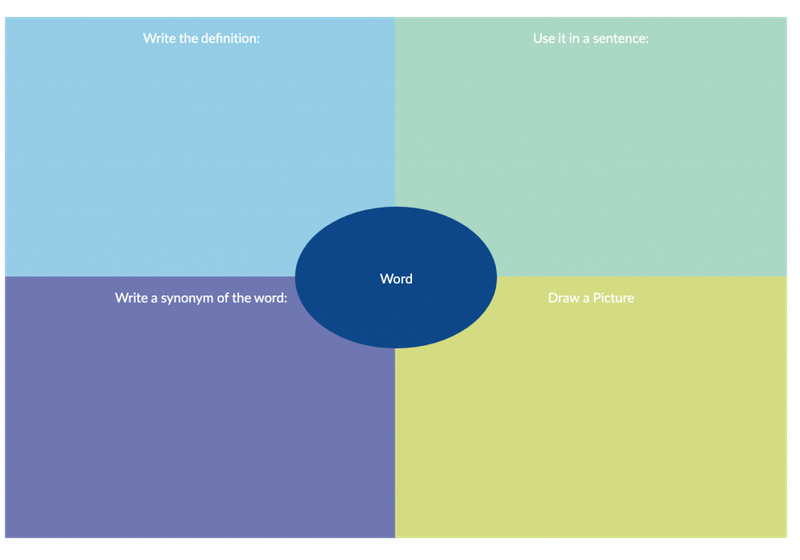 Write the definition:
Use it in a sentence:
Word
Write a synonym of the word:
Draw a Picture